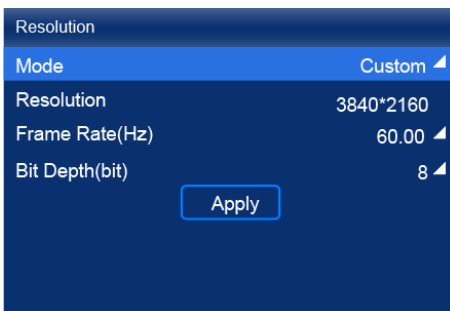 Resolution
Mode Custom
Resolution 3840*2160
Frame Rate(Hz) 60.00
Bit Depth(bit) 8
Apply